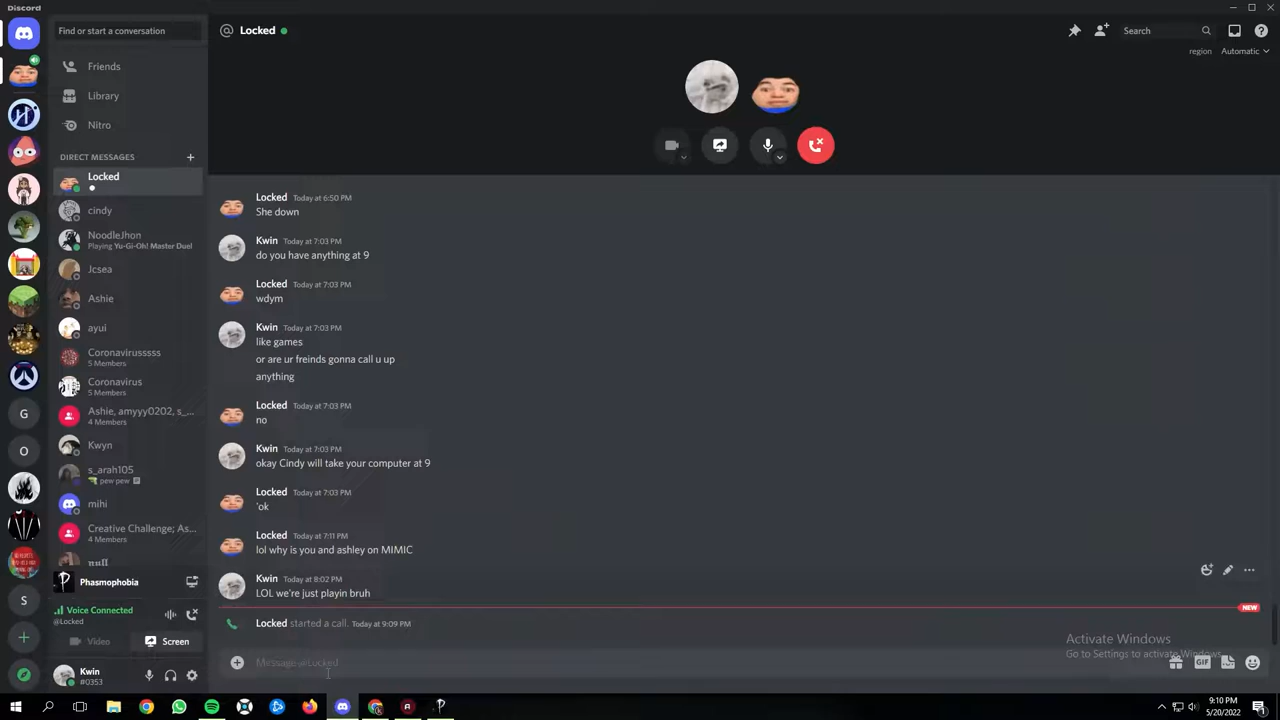 Discord
Find or start a conversation
@ Locked
Search
region Automatic
Friends
Library
Nitro
DIRECT MESSAGES +
Locked
cindy
NoodleJhon
Playing Yu-Gi-Oh! Master Duel
Jcsea
Ashie
ayui
Coronavirusssss
5 Members
Coronavirus
5 Members
Ashie, amyyy0202, s_...
4 Members
Kwyn
s_arah105
pew pew
mihi
Creative Challenge; As...
4 Members
null
G
O
S
Phasmophobia
Voice Connected
@Locked
Video
Screen
Kwin
#0353
Locked Today at 6:50 PM
She down
Kwin Today at 7:03 PM
do you have anything at 9
Locked Today at 7:03 PM
wdym
Kwin Today at 7:03 PM
like games
or are ur freinds gonna call u up
anything
Locked Today at 7:03 PM
no
Kwin Today at 7:03 PM
okay Cindy will take your computer at 9
Locked Today at 7:03 PM
'ok
Locked Today at 7:11 PM
lol why is you and ashley on MIMIC
Kwin Today at 8:02 PM
LOL we're just playin bruh
NEW
Locked started a call. Today at 9:09 PM
Message @Locked
GIF
Activate Windows
Go to Settings to activate Windows.
9:10 PM
5/20/2022